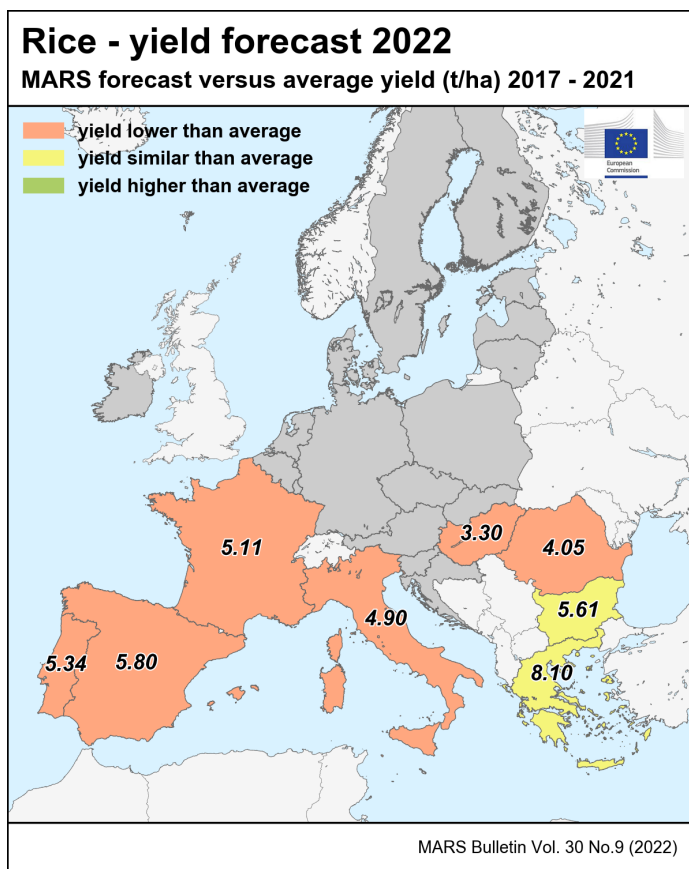 Rice - yield forecast 2022
MARS forecast versus average yield (t/ha) 2017 - 2021
yield lower than average
yield similar than average
yield higher than average
European
Commission
3.30
5.11
4.05
5.61
4.90
5.34
5.80
8.10
MARS Bulletin Vol. 30 No.9 (2022)